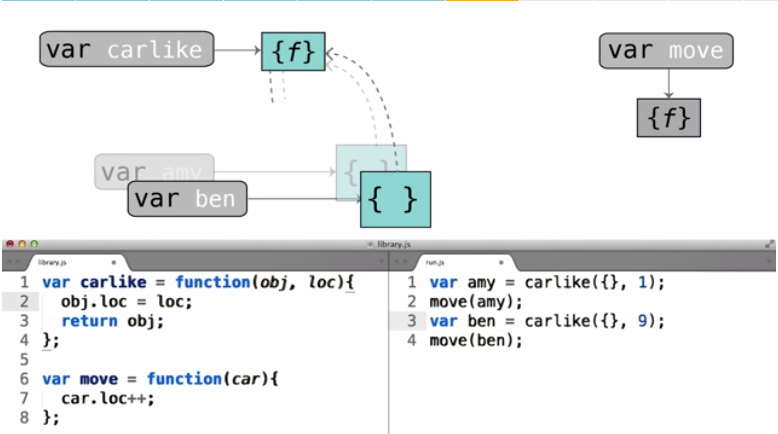 var carlike
{f}
var move
{f}
var amy
{ }
var ben
{ }
library.js
library.js
1 var carlike = function(obj, loc){
2 obj.loc = loc;
3 return obj;
4 };
5
6 var move = function(car){
7 car.loc++;
8 };
run.js
1 var amy = carlike({}, 1);
2 move(amy);
3 var ben = carlike({}, 9);
4 move(ben);